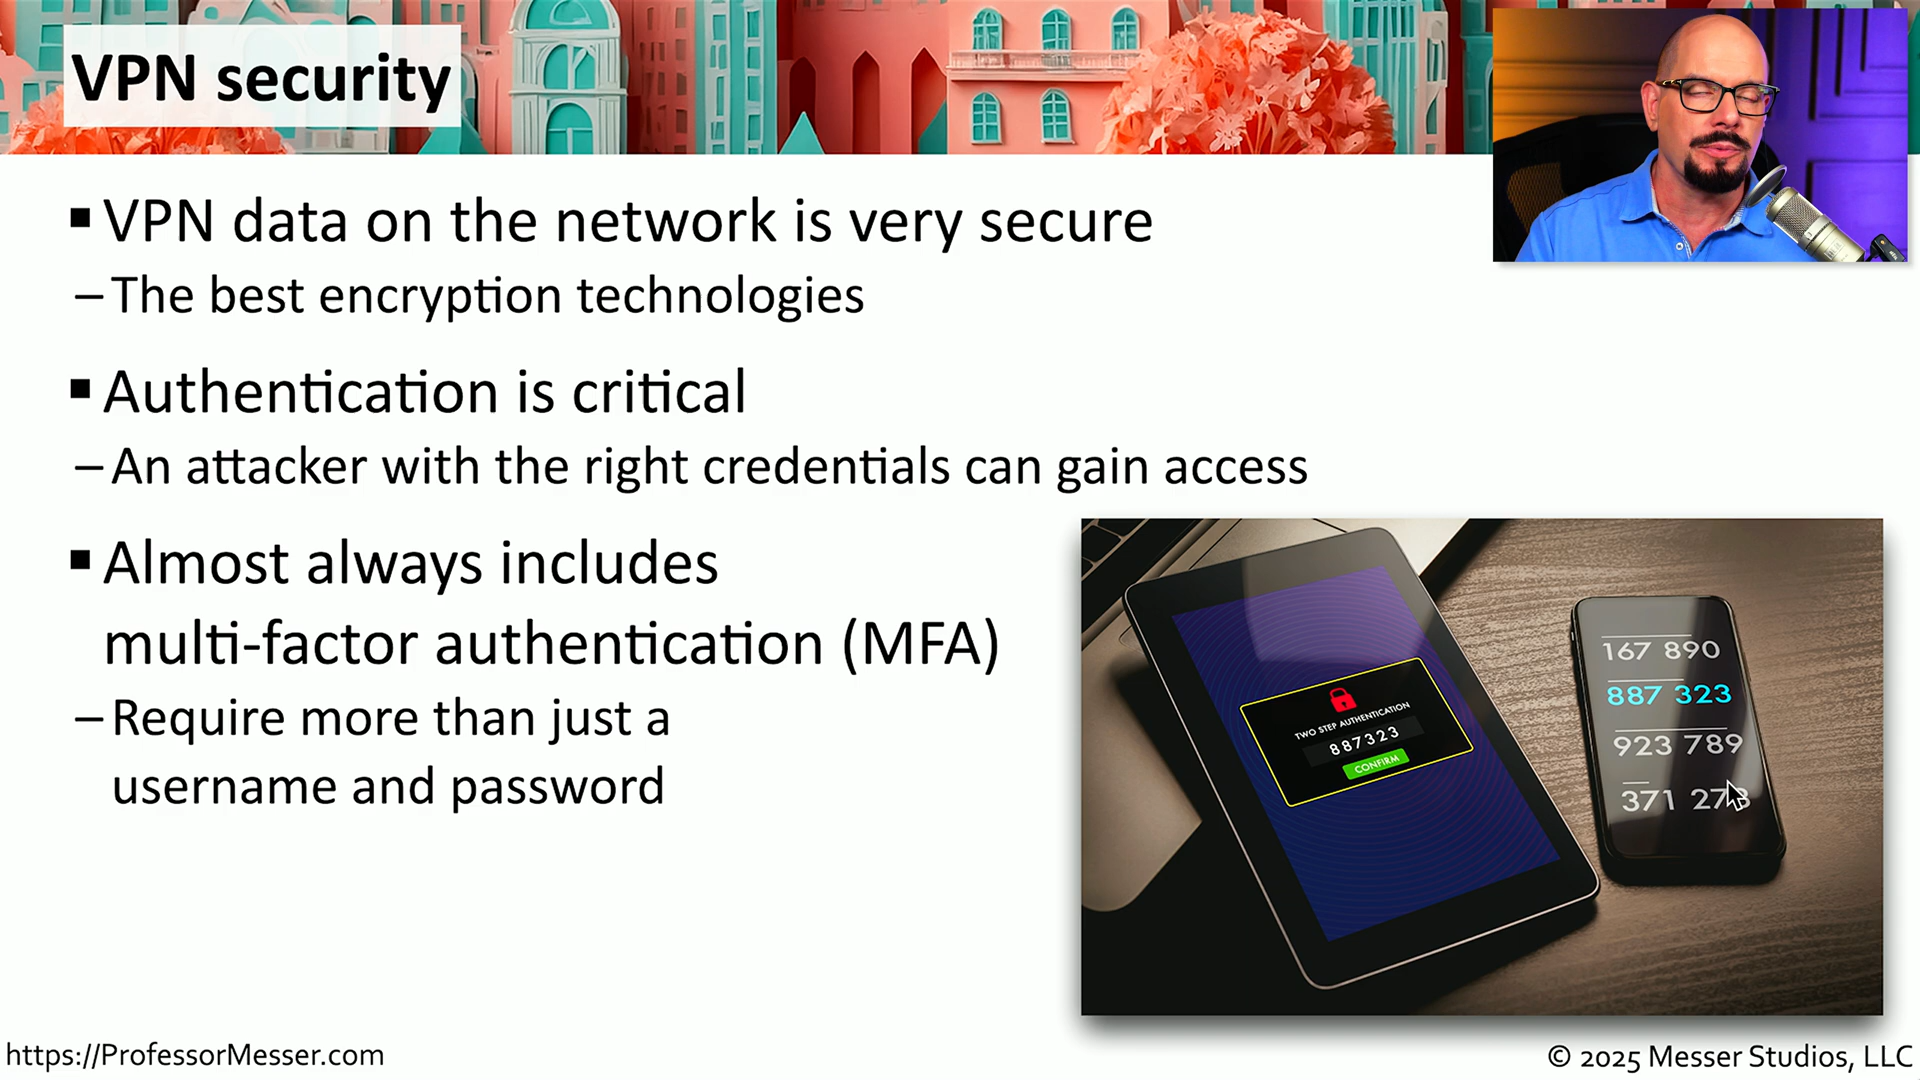 VPN security
▪ VPN data on the network is very secure
– The best encryption technologies
▪ Authentication is critical
– An attacker with the right credentials can gain access
▪ Almost always includes
multi-factor authentication (MFA)
– Require more than just a
username and password
TWO STEP AUTHENTICATION
887323
CONFIRM
167 890
887 323
923 789
371 273
https://ProfessorMesser.com
© 2025 Messer Studios, LLC